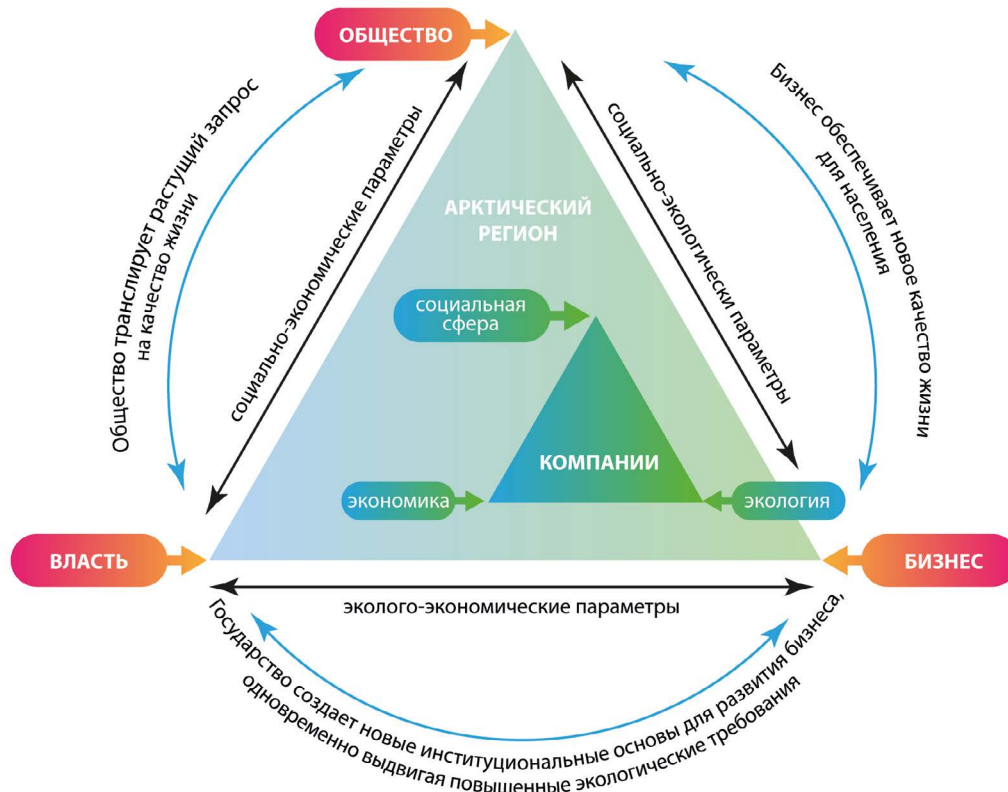 ОБЩЕСТВО
Общество транслирует растущий запрос
на качество жизни
социально-экономические параметры
социально-экологически параметры
Бизнес обеспечивает новое качество жизни
для населения
АРКТИЧЕСКИЙ
РЕГИОН
социальная
сфера
КОМПАНИИ
экономика
экология
ВЛАСТЬ
БИЗНЕС
эколого-экономические параметры
Государство создает новые институциональные основы для развития бизнеса,
одновременно выдвигая повышенные экологические требования